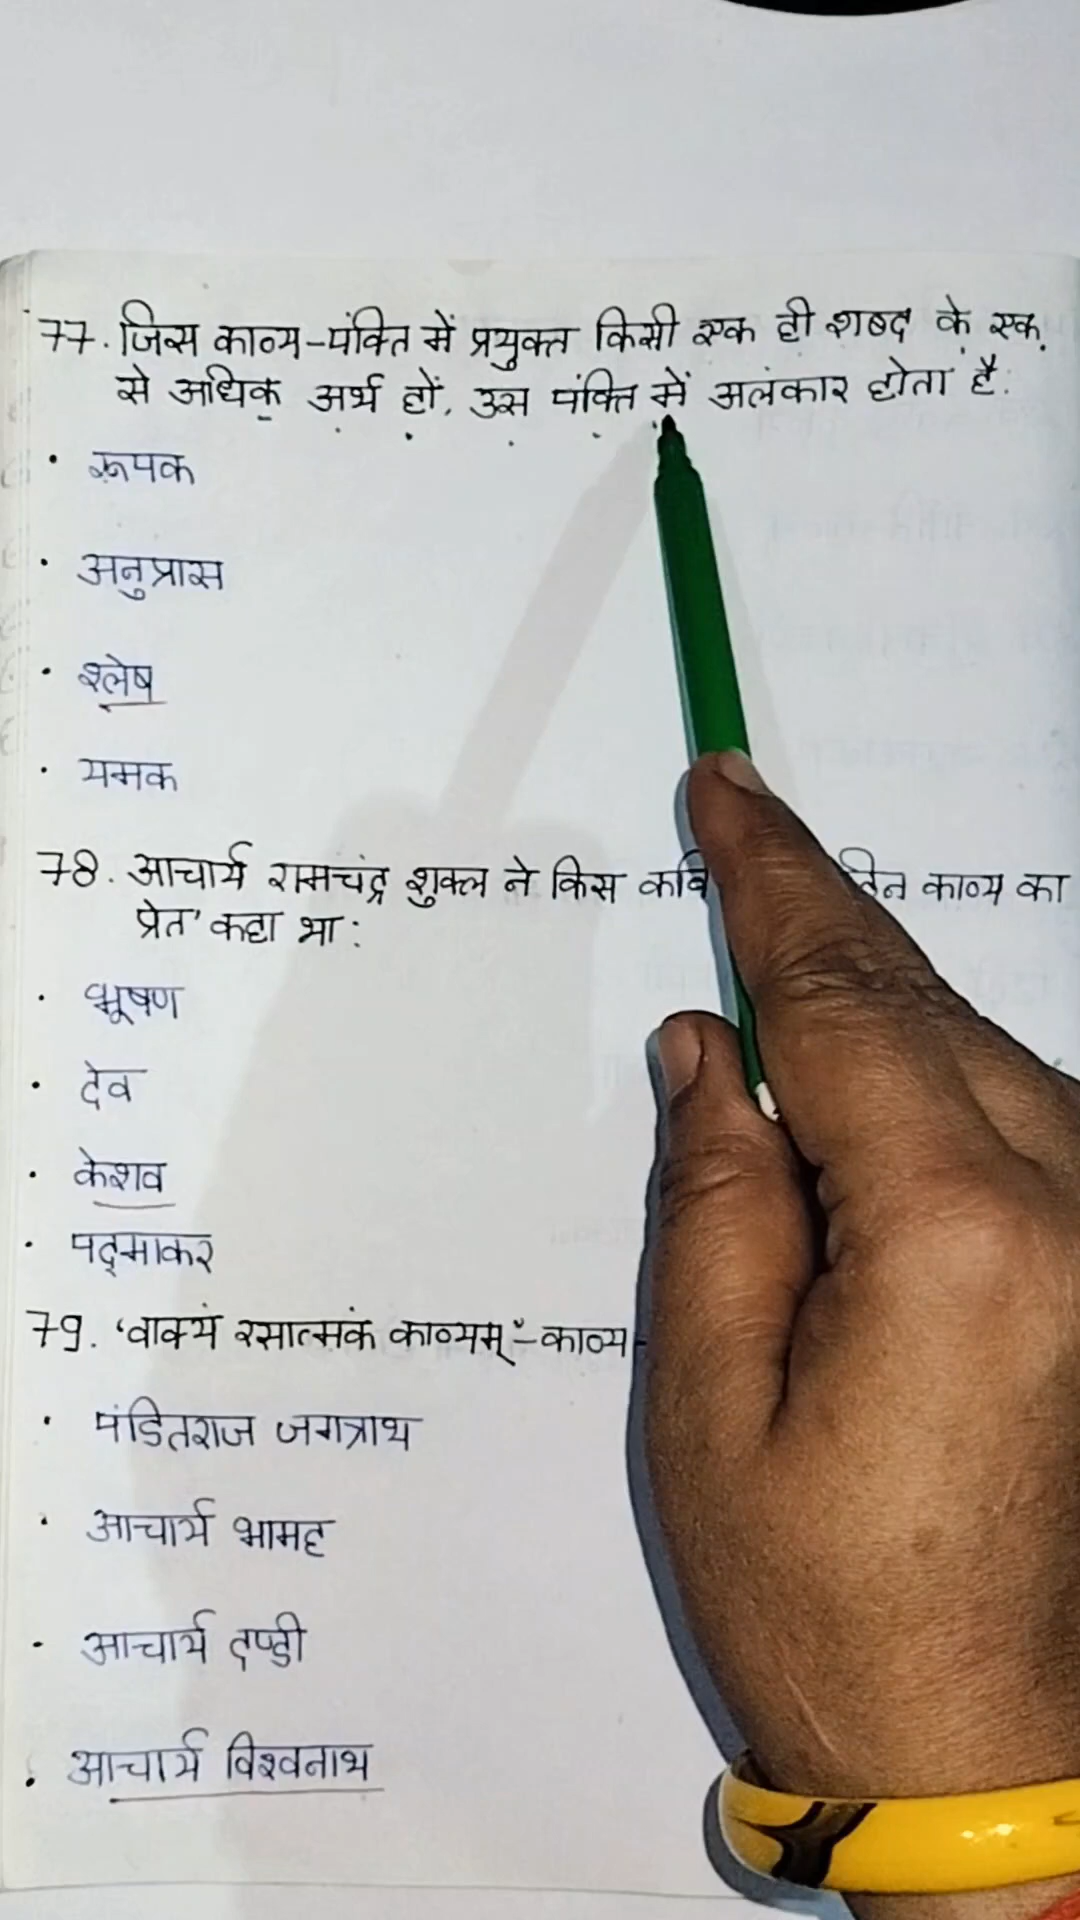 77. जिस काव्य-पंक्ति में प्रयुक्त किसी एक ही शब्द के एक
से अधिक अर्थ हों, उस पंक्ति में अलंकार होता है:
• रूपक
• अनुप्रास
• श्लेष
• यमक
78. आचार्य रामचंद्र शुक्ल ने किस कवि काव्य का
प्रेत' कहा था:
• भूषण
• देव
• केशव
• पद्माकर
79. 'वाक्यं रसात्मकं काव्यम्'- काव्य-
• पंडितराज जगन्नाथ
• आचार्य भामह
• आचार्य दण्डी
• आचार्य विश्वनाथ